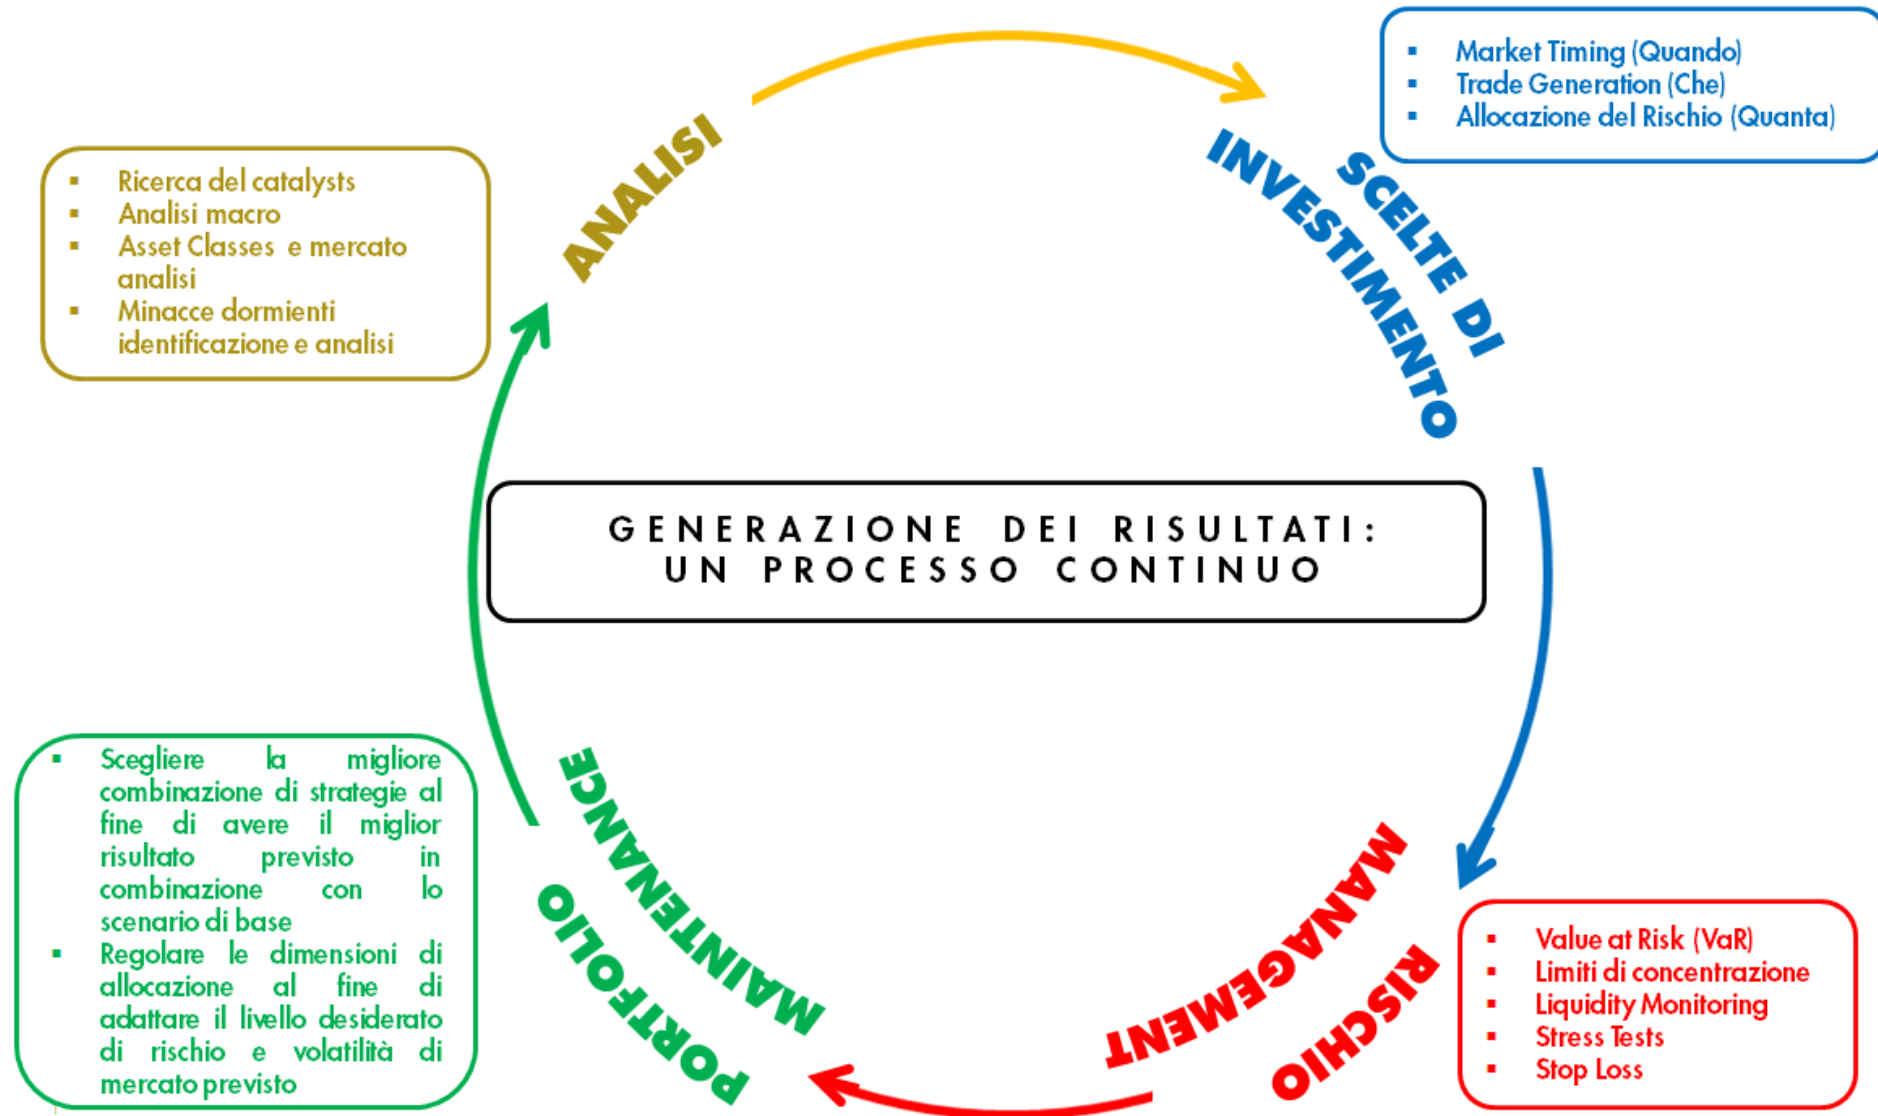 ▪ Market Timing (Quando)
▪ Trade Generation (Che)
▪ Allocazione del Rischio (Quanta)
ANALISI
▪ Ricerca del catalysts
▪ Analisi macro
▪ Asset Classes e mercato
analisi
▪ Minacce dormienti
identificazione e analisi
SCELTE DI
INVESTIMENTO
GENERAZIONE DEI RISULTATI:
UN PROCESSO CONTINUO
▪ Scegliere la migliore
combinazione di strategie al
fine di avere il miglior
risultato previsto in
combinazione con lo
scenario di base
▪ Regolare le dimensioni di
allocazione al fine di
adattare il livello desiderato
di rischio e volatilità di
mercato previsto
PORTFOLIO
MAINTENANCE
RISCHIO
MANAGEMENT
▪ Value at Risk (VaR)
▪ Limiti di concentrazione
▪ Liquidity Monitoring
▪ Stress Tests
▪ Stop Loss